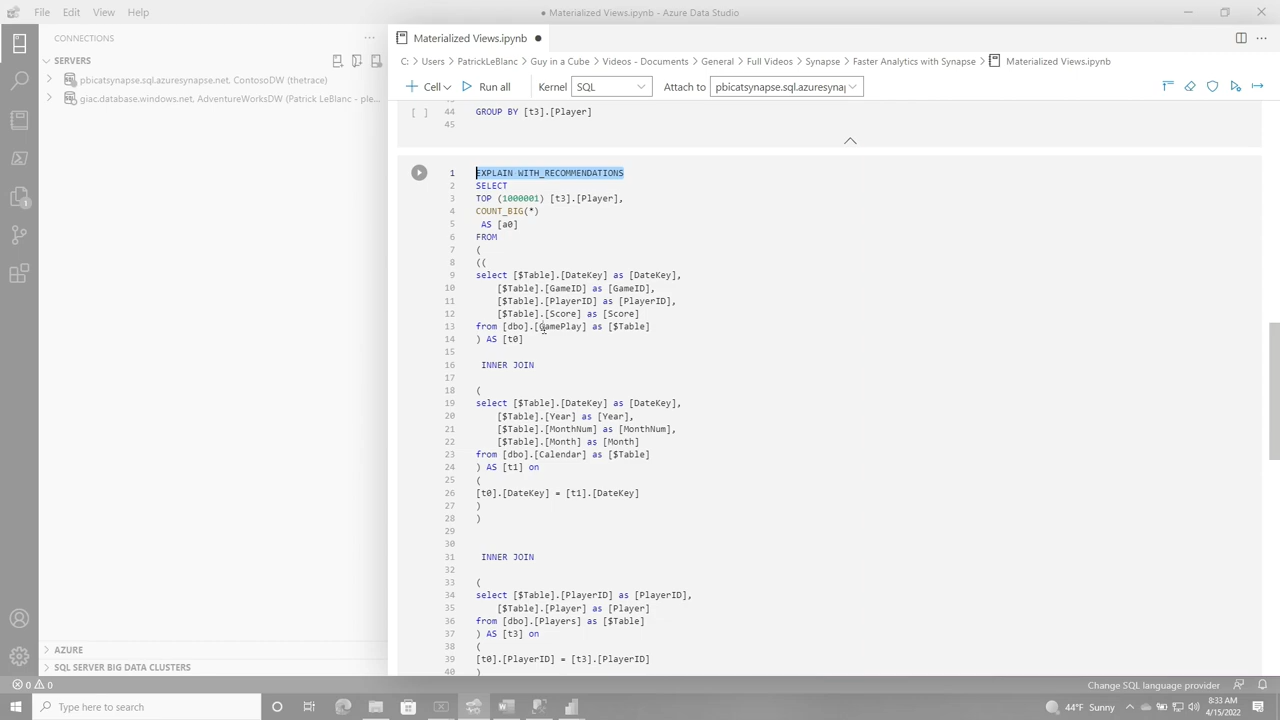 File Edit View Help
● Materialized Views.ipynb - Azure Data Studio
CONNECTIONS
SERVERS
pbicatsynapse.sql.azuresynapse.net, ContosoDW (thetrace)
giac.database.windows.net, AdventureWorksDW (Patrick LeBlanc - ple...
AZURE
SQL SERVER BIG DATA CLUSTERS
Materialized Views.ipynb ●
C: > Users > PatrickLeBlanc > Guy in a Cube > Videos - Documents > General > Full Videos > Synapse > Faster Analytics with Synapse > Materialized Views.ipynb
+ Cell Run all Kernel SQL Attach to pbicatsynapse.sql.azuresynap
[ ] 44 GROUP BY [t3].[Player]
45
1 EXPLAIN WITH_RECOMMENDATIONS
2 SELECT
3 TOP (1000001) [t3].[Player],
4 COUNT_BIG(*)
5 AS [a0]
6 FROM
7 (
8 ((
9 select [$Table].[DateKey] as [DateKey],
10 [$Table].[GameID] as [GameID],
11 [$Table].[PlayerID] as [PlayerID],
12 [$Table].[Score] as [Score]
13 from [dbo].[GamePlay] as [$Table]
14 ) AS [t0]
15
16 INNER JOIN
17
18 (
19 select [$Table].[DateKey] as [DateKey],
20 [$Table].[Year] as [Year],
21 [$Table].[MonthNum] as [MonthNum],
22 [$Table].[Month] as [Month]
23 from [dbo].[Calendar] as [$Table]
24 ) AS [t1] on
25 (
26 [t0].[DateKey] = [t1].[DateKey]
27 )
28 )
29
30
31 INNER JOIN
32
33 (
34 select [$Table].[PlayerID] as [PlayerID],
35 [$Table].[Player] as [Player]
36 from [dbo].[Players] as [$Table]
37 ) AS [t3] on
38 (
39 [t0].[PlayerID] = [t3].[PlayerID]
40 )
0 0
Change SQL language provider
Type here to search
44°F Sunny
8:33 AM
4/15/2022